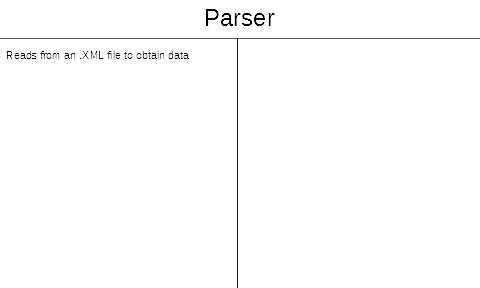 Parser
Reads from an .XML file to obtain data